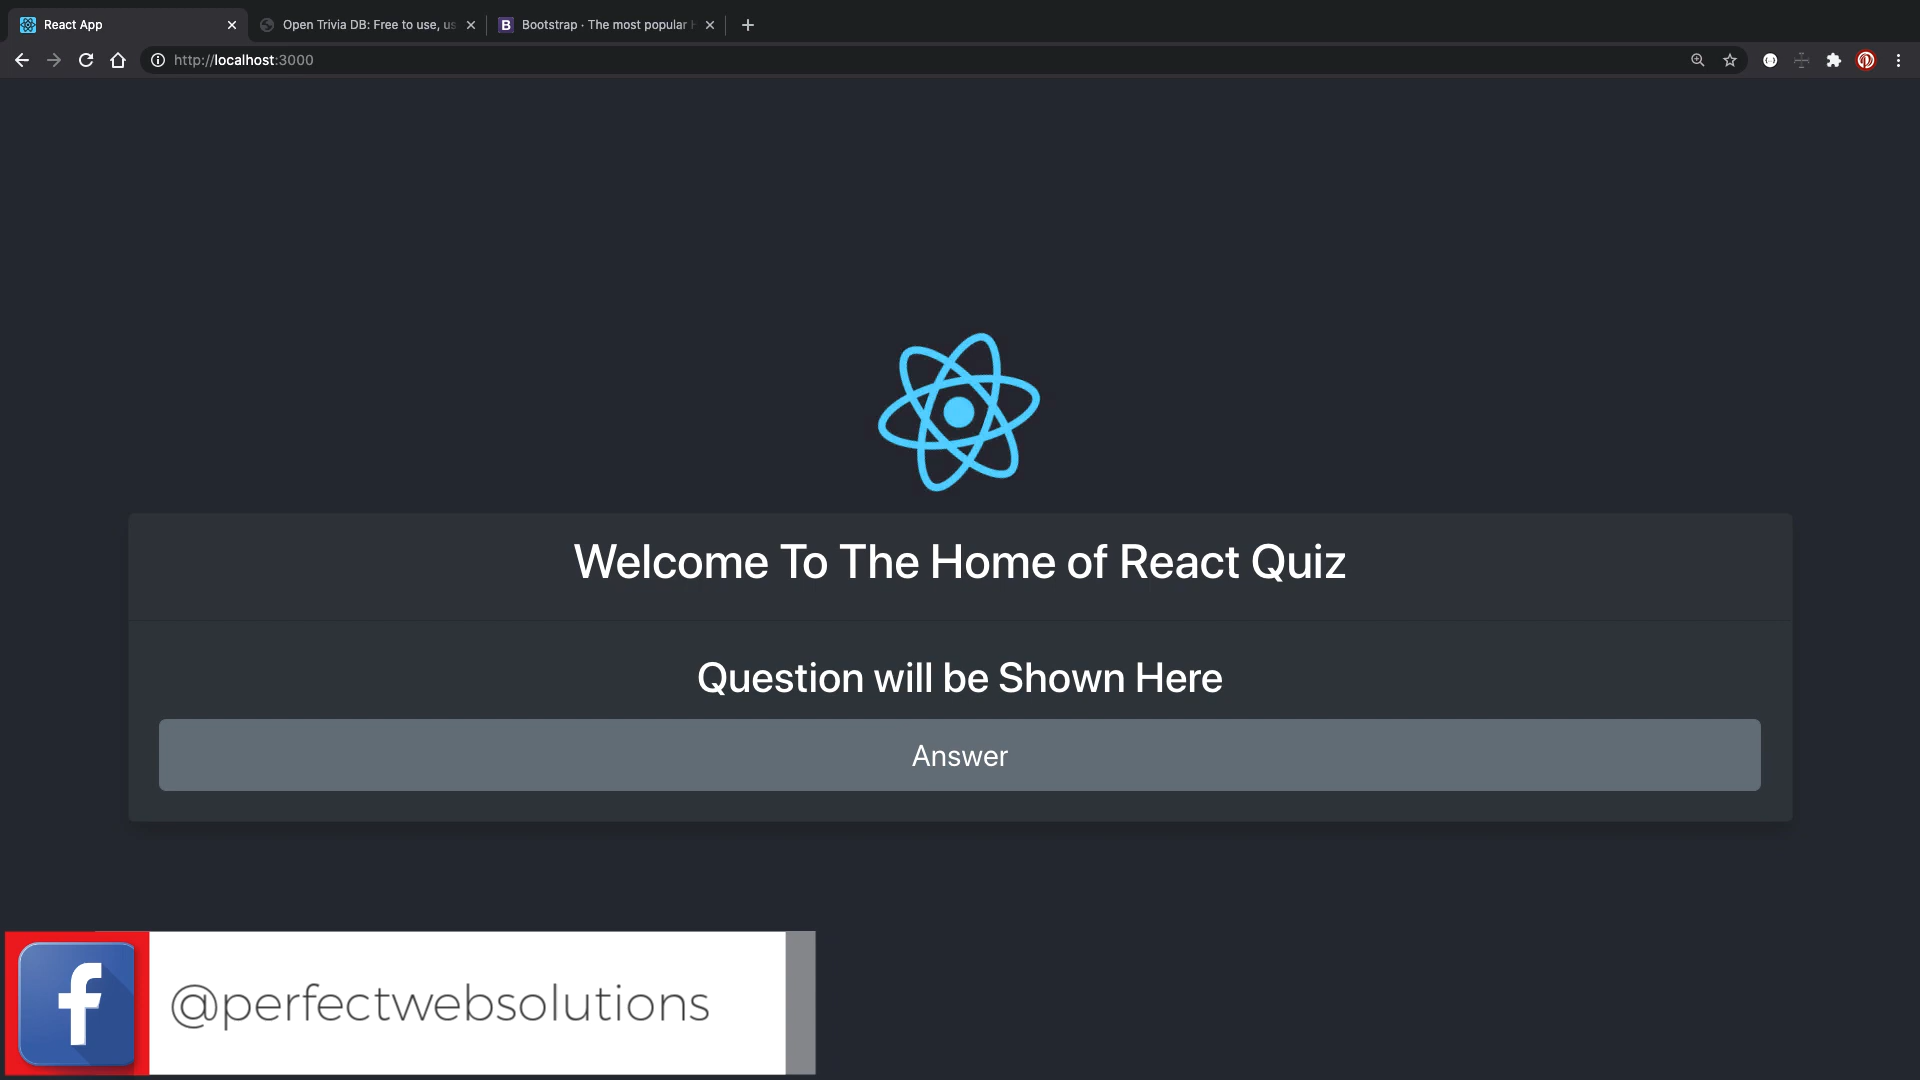 React App
Open Trivia DB: Free to use, us
Bootstrap · The most popular
http://localhost:3000
Welcome To The Home of React Quiz
Question will be Shown Here
Answer
@perfectwebsolutions